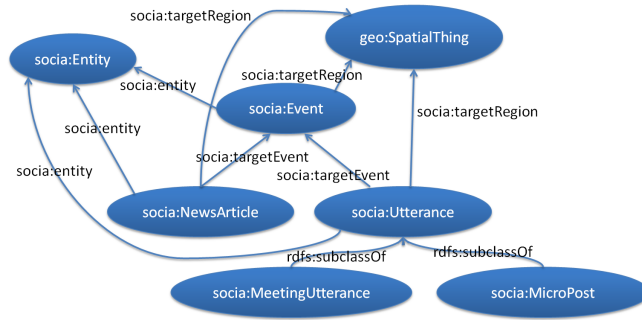 socia:targetRegion
geo:SpatialThing
socia:Entity
socia:targetRegion
socia:entity
socia:Event
socia:targetRegion
socia:entity
socia:targetEvent
socia:entity
socia:targetEvent
socia:NewsArticle
socia:Utterance
rdfs:subclassOf
rdfs:subclassOf
socia:MeetingUtterance
socia:MicroPost